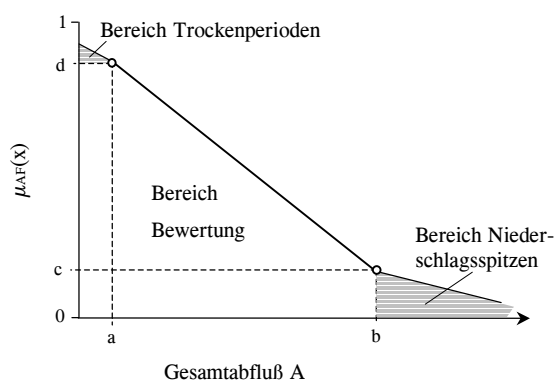 1
Bereich Trockenperioden
d
μAF(x)
Bereich
Bewertung
Bereich Nieder-
schlagsspitzen
c
0
a
b
Gesamtabfluß A